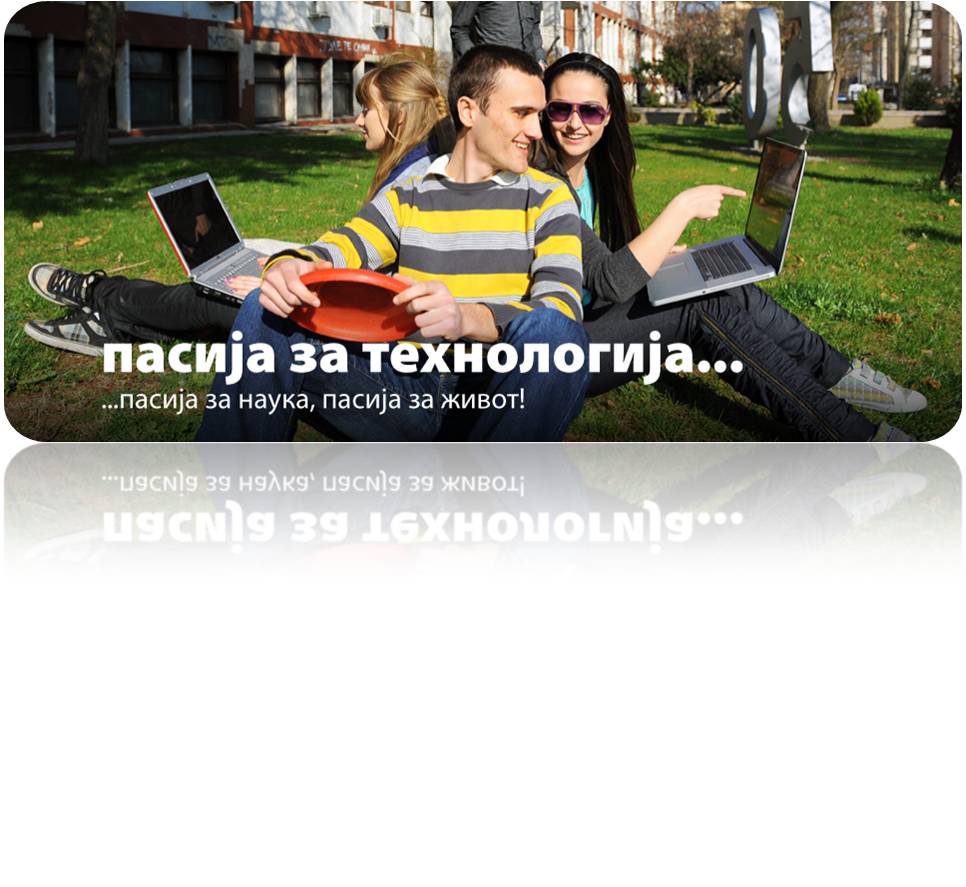 пасија за технологија...
...пасија за наука, пасија за живот!